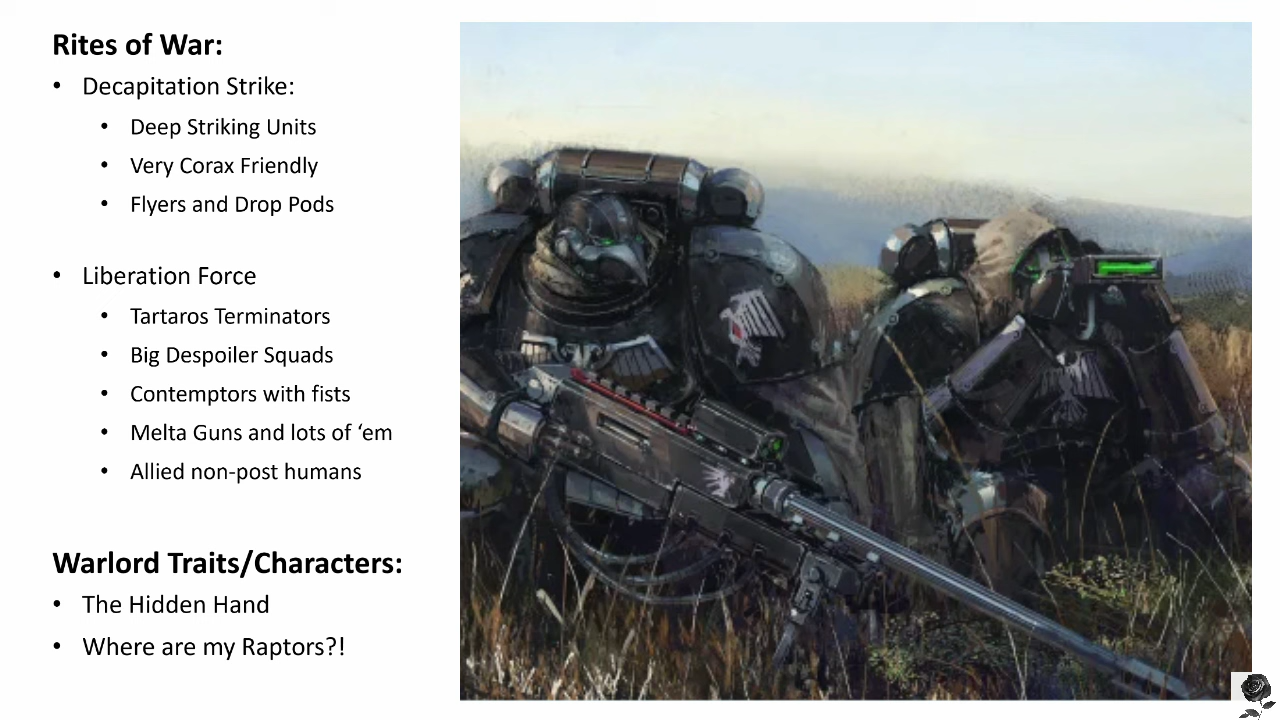 Rites of War:
• Decapitation Strike:
• Deep Striking Units
• Very Corax Friendly
• Flyers and Drop Pods
• Liberation Force
• Tartaros Terminators
• Big Despoiler Squads
• Contemptors with fists
• Melta Guns and lots of ‘em
• Allied non-post humans
Warlord Traits/Characters:
• The Hidden Hand
• Where are my Raptors?!